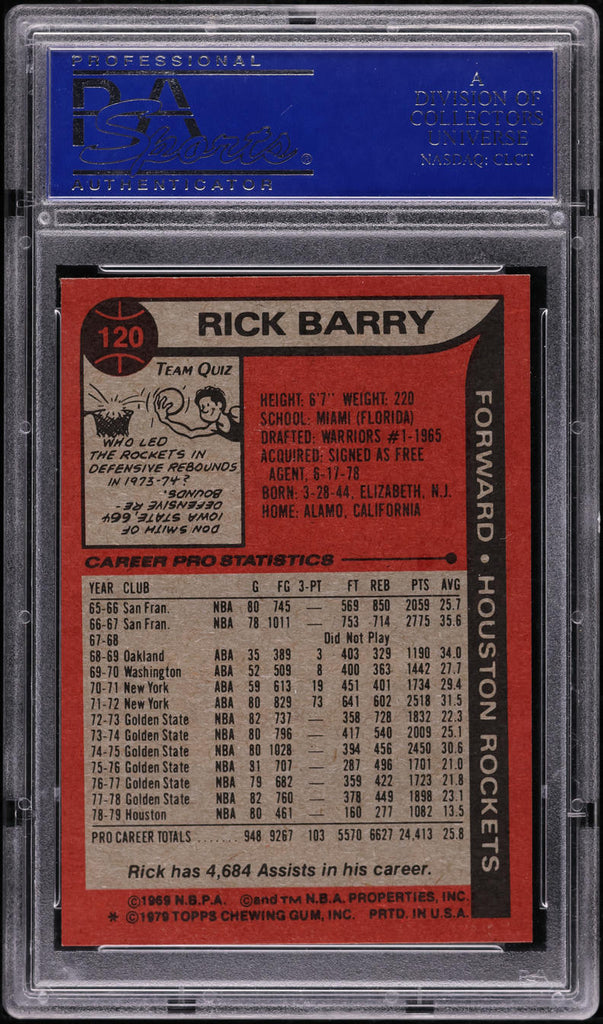 PROFESSIONAL
PSA
Sports®
AUTHENTICATOR
A
DIVISION OF
COLLECTORS
UNIVERSE
NASDAQ: CLCT
120
RICK BARRY
TEAM QUIZ
WHO LED
THE ROCKETS IN
DEFENSIVE REBOUNDS
IN 1973-74?
DON SMITH OF
IOWA STATE, 664
DEFENSIVE RE-
BOUNDS.
HEIGHT: 6'7" WEIGHT: 220
SCHOOL: MIAMI (FLORIDA)
DRAFTED: WARRIORS #1-1965
ACQUIRED: SIGNED AS FREE
AGENT, 6-17-78
BORN: 3-28-44, ELIZABETH, N.J.
HOME: ALAMO, CALIFORNIA
FORWARD • HOUSTON ROCKETS
CAREER PRO STATISTICS
YEAR CLUB G FG 3-PT FT REB PTS AVG
65-66 San Fran. NBA 80 745 — 569 850 2059 25.7
66-67 San Fran. NBA 78 1011 — 753 714 2775 35.6
67-68 Did Not Play
68-69 Oakland ABA 35 389 3 403 329 1190 34.0
69-70 Washington ABA 52 509 8 400 363 1442 27.7
70-71 New York ABA 59 613 19 451 401 1734 29.4
71-72 New York ABA 80 829 73 641 602 2518 31.5
72-73 Golden State NBA 82 737 — 358 728 1832 22.3
73-74 Golden State NBA 80 796 — 417 540 2009 25.1
74-75 Golden State NBA 80 1028 — 394 456 2450 30.6
75-76 Golden State NBA 91 707 — 287 496 1701 21.0
76-77 Golden State NBA 79 682 — 359 422 1723 21.8
77-78 Golden State NBA 82 760 — 378 449 1898 23.1
78-79 Houston NBA 80 461 — 160 277 1082 13.5
PRO CAREER TOTALS ....... 948 9267 103 5570 6627 24,413 25.8
Rick has 4,684 Assists in his career.
©1969 N.B.P.A. ©and TM N.B.A. PROPERTIES, INC.
* ©1979 TOPPS CHEWING GUM, INC. PRTD. IN U.S.A.
PSA